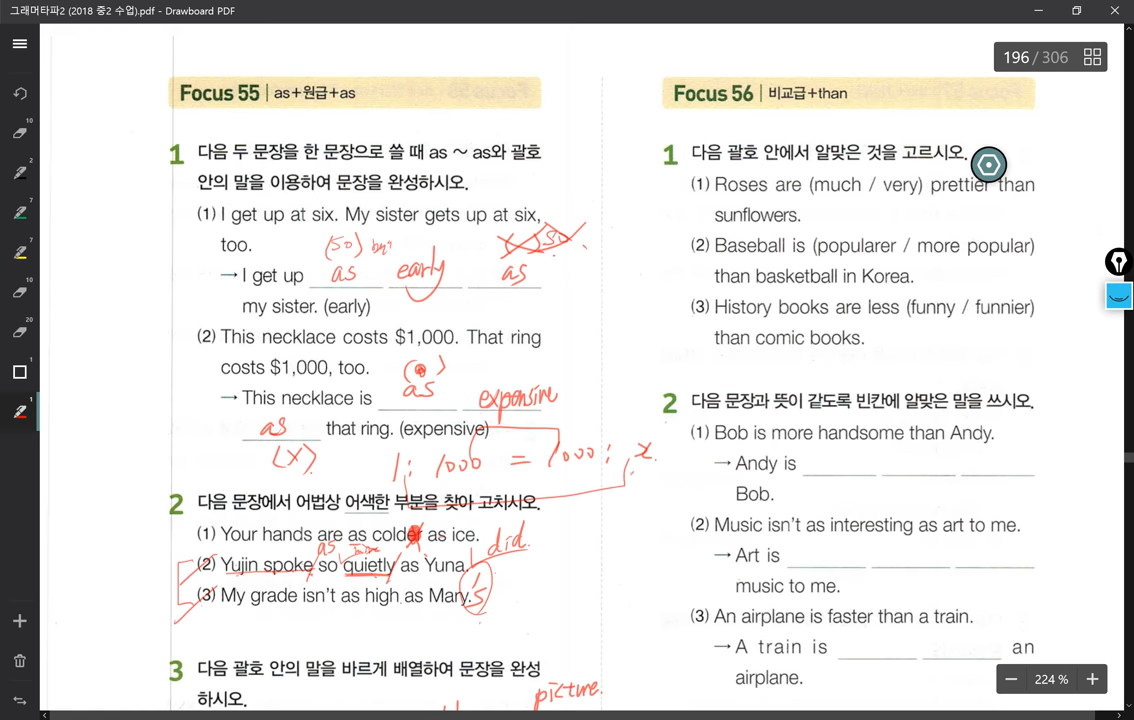 그래머타파2 (2018 중2 수업).pdf - Drawboard PDF
196 / 306
Focus 55 | as+원급+as
1 다음 두 문장을 한 문장으로 쓸 때 as ~ as와 괄호
안의 말을 이용하여 문장을 완성하시오.
(1) I get up at six. My sister gets up at six,
too.
(so)
so
→ I get up as early as
my sister. (early)
(2) This necklace costs $1,000. That ring
costs $1,000, too.
→ This necklace is as expensive
as that ring. (expensive)
(x)
1 : 1000 = 1000 : x
2 다음 문장에서 어법상 어색한 부분을 찾아 고치시오.
(1) Your hands are as colder as ice.
as did
(2) Yujin spoke so quietly as Yuna.
(3) My grade isn't as high as Mary.'s
3 다음 괄호 안의 말을 바르게 배열하여 문장을 완성
하시오.
picture.
Focus 56 | 비교급+than
1 다음 괄호 안에서 알맞은 것을 고르시오.
(1) Roses are (much / very) prettier than
sunflowers.
(2) Baseball is (popularer / more popular)
than basketball in Korea.
(3) History books are less (funny / funnier)
than comic books.
2 다음 문장과 뜻이 같도록 빈칸에 알맞은 말을 쓰시오.
(1) Bob is more handsome than Andy.
→ Andy is
Bob.
(2) Music isn't as interesting as art to me.
→ Art is
music to me.
(3) An airplane is faster than a train.
→ A train is an
airplane.
10
2
7
7
10
20
1
1
224 %